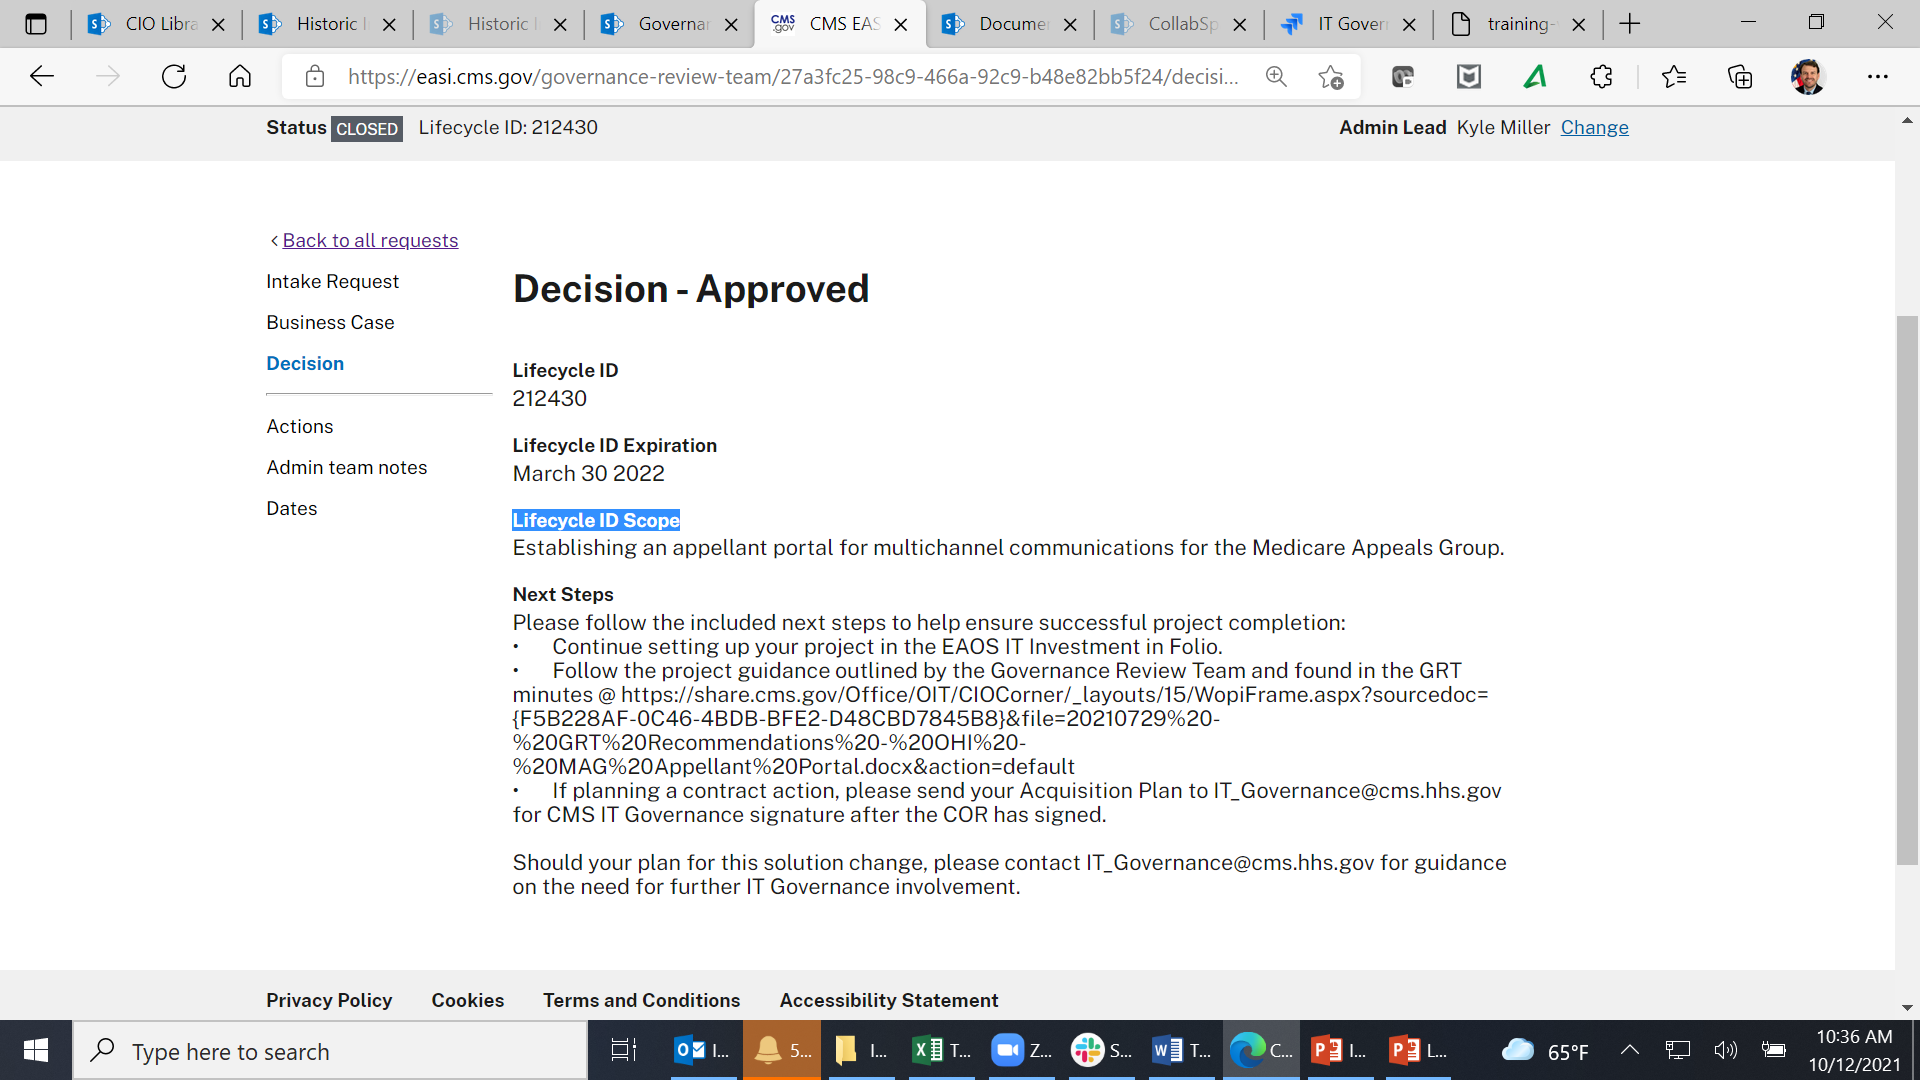 CIO Libra
Historic I
Historic I
Governar
CMS
.gov
CMS EAS
Documer
CollabSp
IT Govern
training-
https://easi.cms.gov/governance-review-team/27a3fc25-98c9-466a-92c9-b48e82bb5f24/decisi...
Status CLOSED Lifecycle ID: 212430
Admin Lead Kyle Miller Change
< Back to all requests
Intake Request
Business Case
Decision
Actions
Admin team notes
Dates
Decision - Approved
Lifecycle ID
212430
Lifecycle ID Expiration
March 30 2022
Lifecycle ID Scope
Establishing an appellant portal for multichannel communications for the Medicare Appeals Group.
Next Steps
Please follow the included next steps to help ensure successful project completion:
• Continue setting up your project in the EAOS IT Investment in Folio.
• Follow the project guidance outlined by the Governance Review Team and found in the GRT
minutes @ https://share.cms.gov/Office/OIT/CIOCorner/_layouts/15/WopiFrame.aspx?sourcedoc=
{F5B228AF-0C46-4BDB-BFE2-D48CBD7845B8}&file=20210729%20-
%20GRT%20Recommendations%20-%20OHI%20-
%20MAG%20Appellant%20Portal.docx&action=default
• If planning a contract action, please send your Acquisition Plan to IT_Governance@cms.hhs.gov
for CMS IT Governance signature after the COR has signed.
Should your plan for this solution change, please contact IT_Governance@cms.hhs.gov for guidance
on the need for further IT Governance involvement.
Privacy Policy Cookies Terms and Conditions Accessibility Statement
Type here to search
I...
5...
I...
T...
Z...
S...
T...
C...
I...
L...
65°F
10:36 AM
10/12/2021